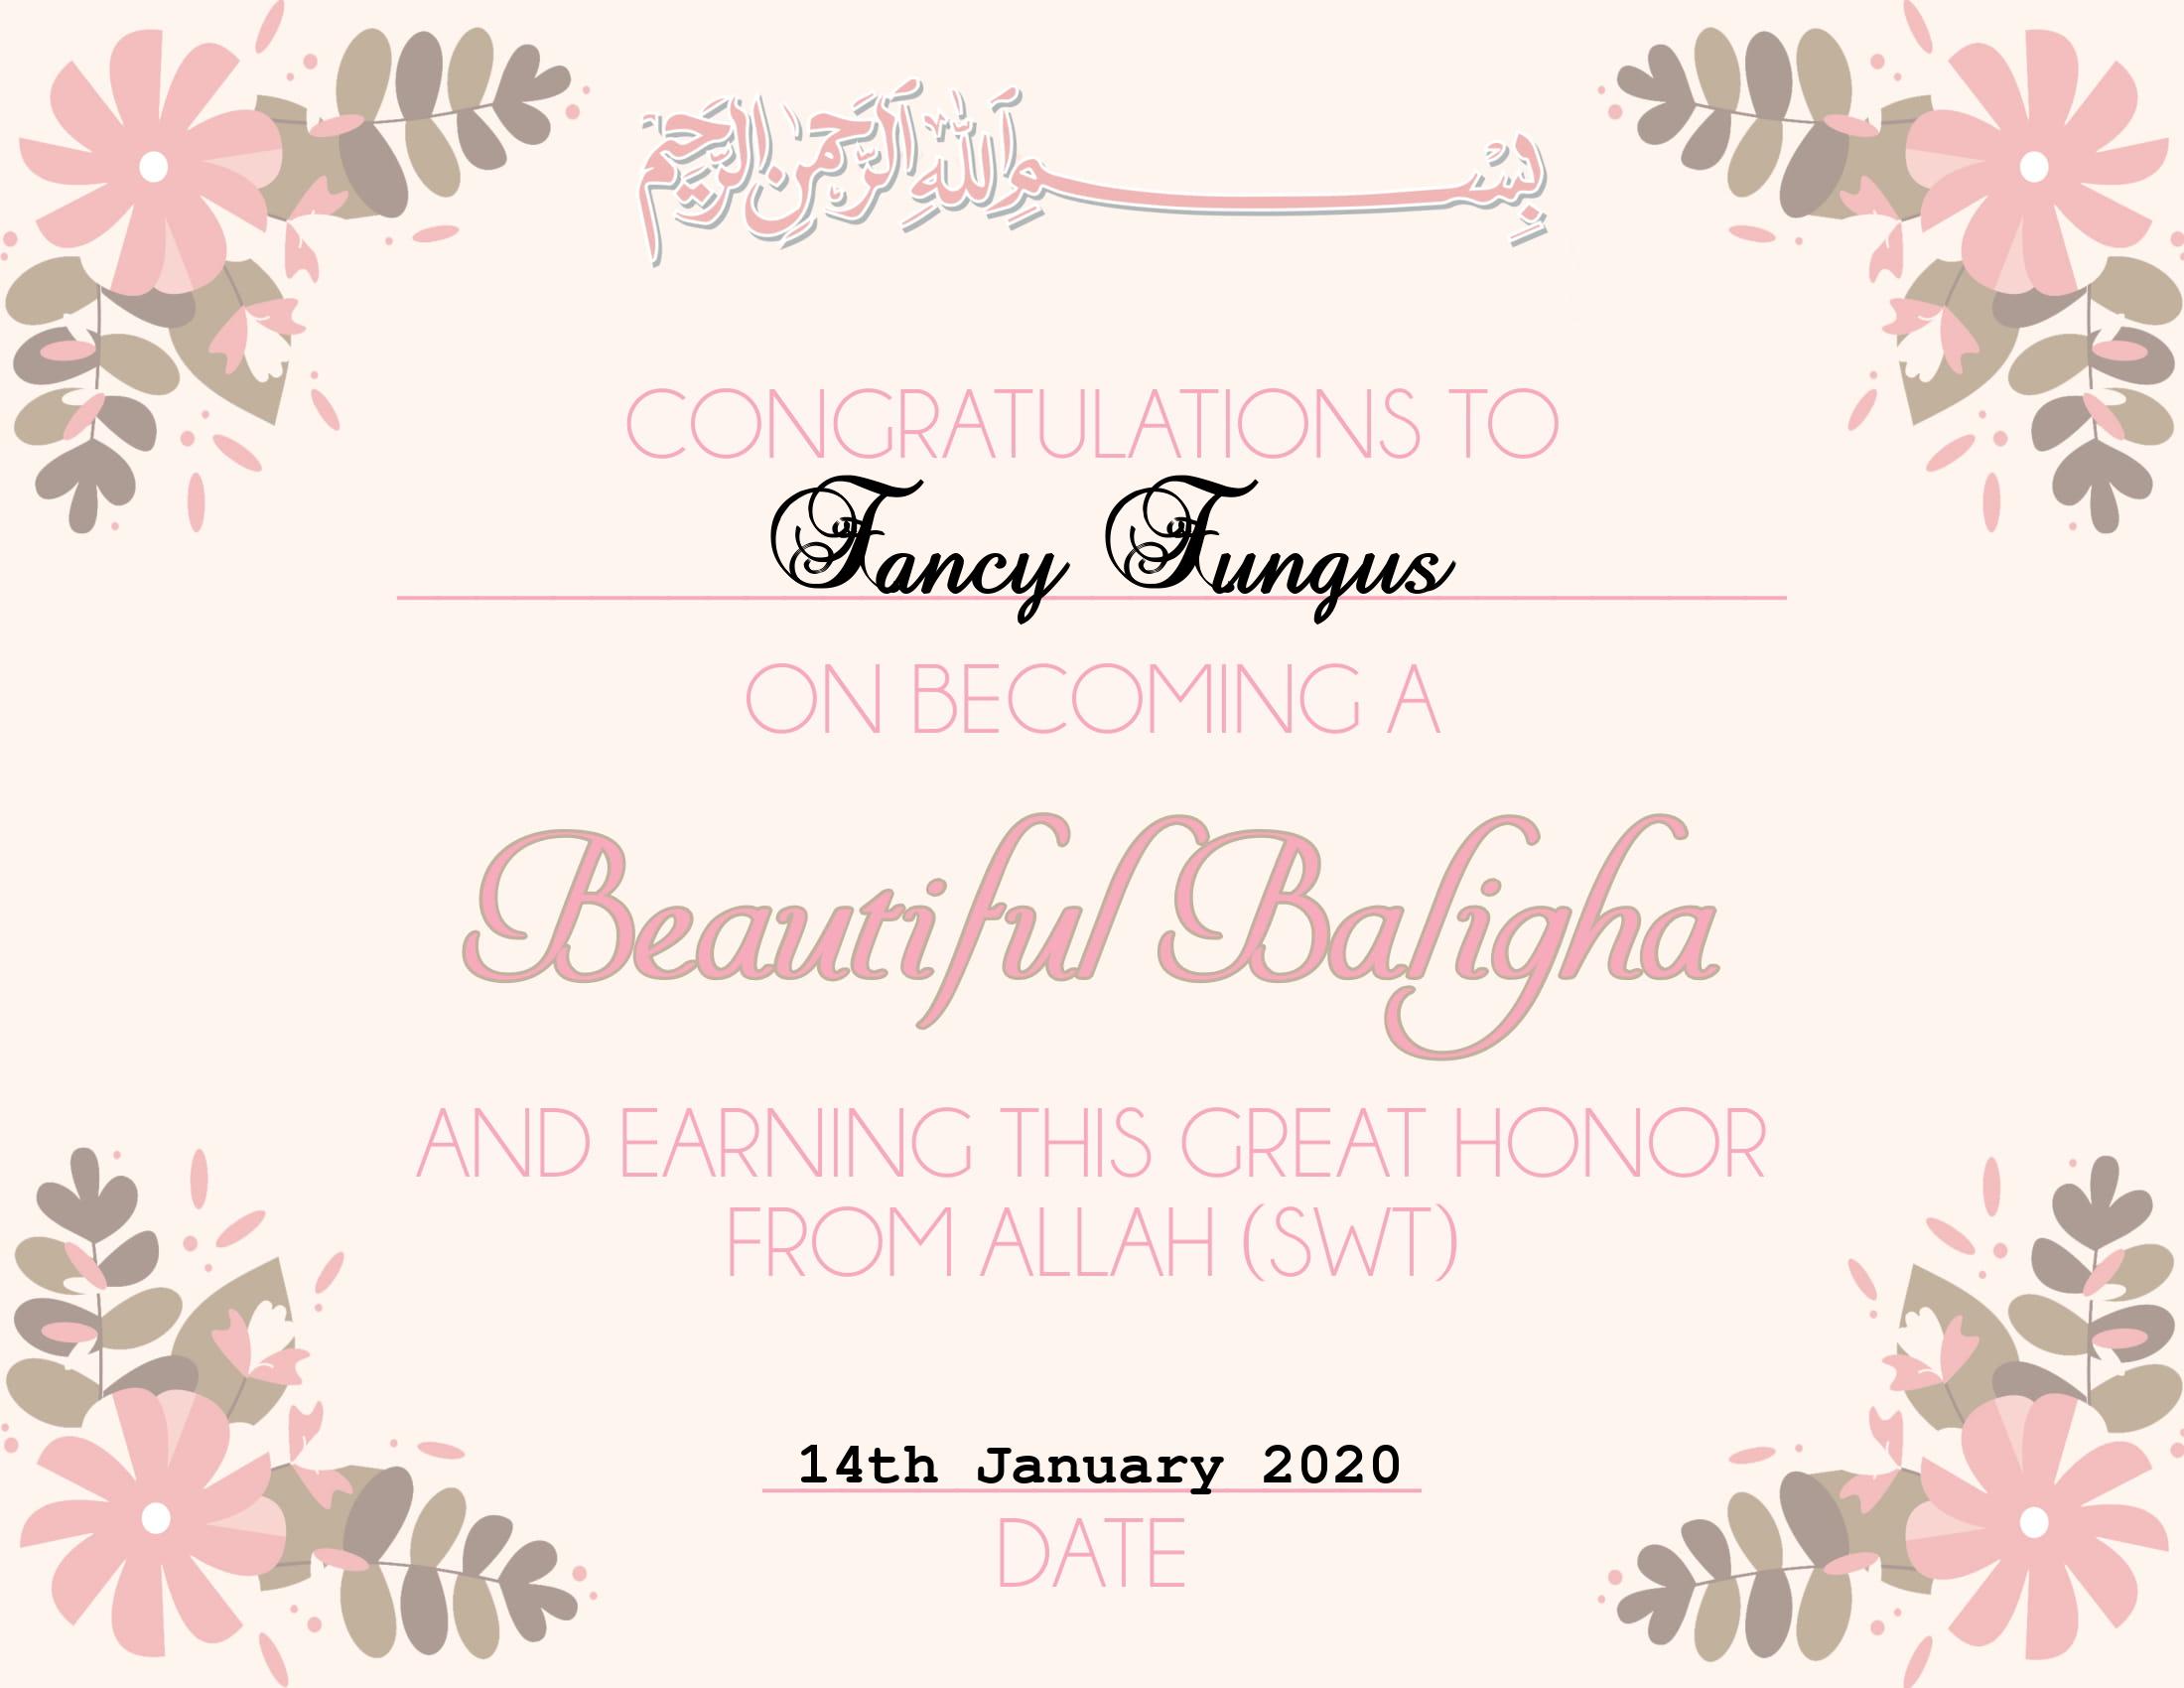 بسم الله الرحمن الرحيم
CONGRATULATIONS TO
Fancy Fungus
ON BECOMING A
Beautiful Baligha
AND EARNING THIS GREAT HONOR
FROM ALLAH (SWT)
14th January 2020
DATE